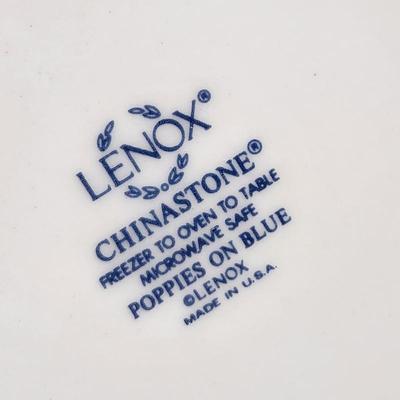 LENOX®
CHINASTONE®
FREEZER TO OVEN TO TABLE
MICROWAVE SAFE
POPPIES ON BLUE
©LENOX
MADE IN U.S.A.